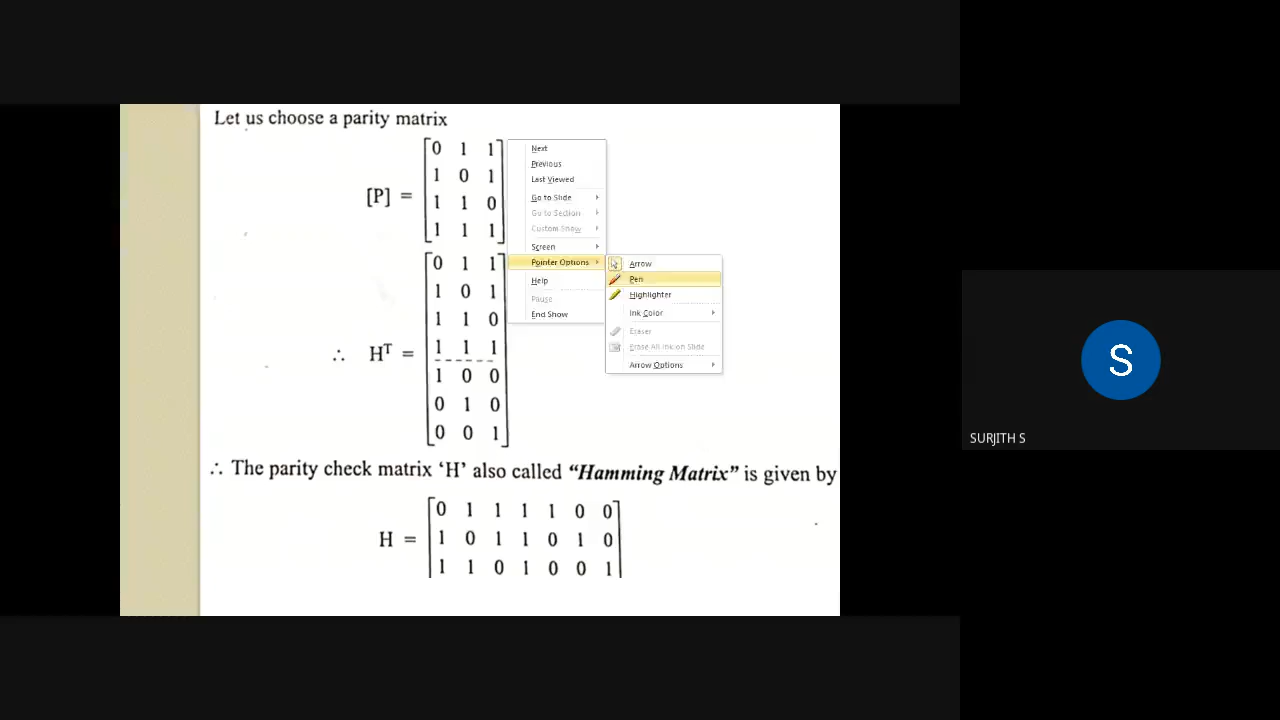 Let us choose a parity matrix
[P] =
0 1 1
1 0 1
1 1 0
1 1 1
∴ Hᵀ =
0 1 1
1 0 1
1 1 0
1 1 1
1 0 0
0 1 0
0 0 1
∴ The parity check matrix ‘H’ also called “Hamming Matrix” is given by
H =
0 1 1 1 1 0 0
1 0 1 1 0 1 0
1 1 0 1 0 0 1
Next
Previous
Last Viewed
Go to Slide
Go to Section
Custom Show
Screen
Pointer Options
Help
Pause
End Show
Arrow
Pen
Highlighter
Ink Color
Eraser
Erase All Ink on Slide
Arrow Options
S
SURJITH S